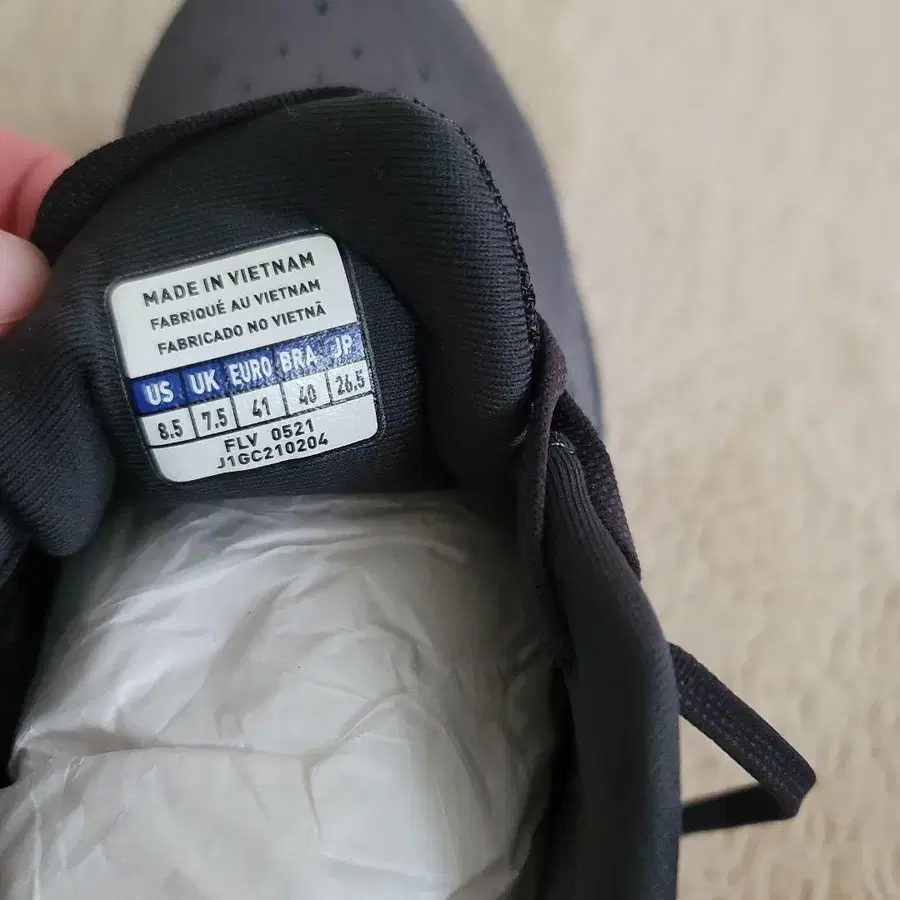 MADE IN VIETNAM
FABRIQUÉ AU VIETNAM
FABRICADO NO VIETNÃ
US UK EURO BRA JP
8.5 7.5 41 40 26.5
FLV 0521
J1GC210204